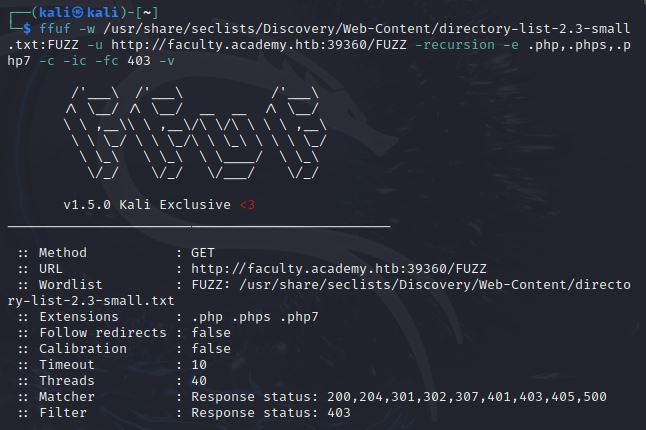 ┌──(kali㉿kali)-[~]
└─$ ffuf -w /usr/share/seclists/Discovery/Web-Content/directory-list-2.3-small
.txt:FUZZ -u http://faculty.academy.htb:39360/FUZZ -recursion -e .php,.phps,.p
hp7 -c -ic -fc 403 -v
v1.5.0 Kali Exclusive <3
:: Method : GET
:: URL : http://faculty.academy.htb:39360/FUZZ
:: Wordlist : FUZZ: /usr/share/seclists/Discovery/Web-Content/directo
ry-list-2.3-small.txt
:: Extensions : .php .phps .php7
:: Follow redirects : false
:: Calibration : false
:: Timeout : 10
:: Threads : 40
:: Matcher : Response status: 200,204,301,302,307,401,403,405,500
:: Filter : Response status: 403